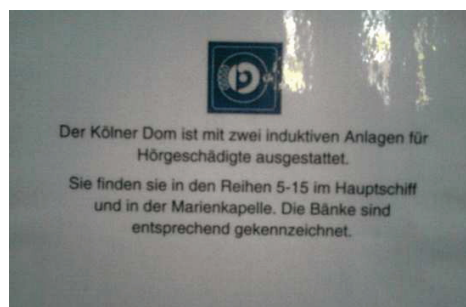 Der Kölner Dom ist mit zwei induktiven Anlagen für
Hörgeschädigte ausgestattet.
Sie finden sie in den Reihen 5-15 im Hauptschiff
und in der Marienkapelle. Die Bänke sind
entsprechend gekennzeichnet.